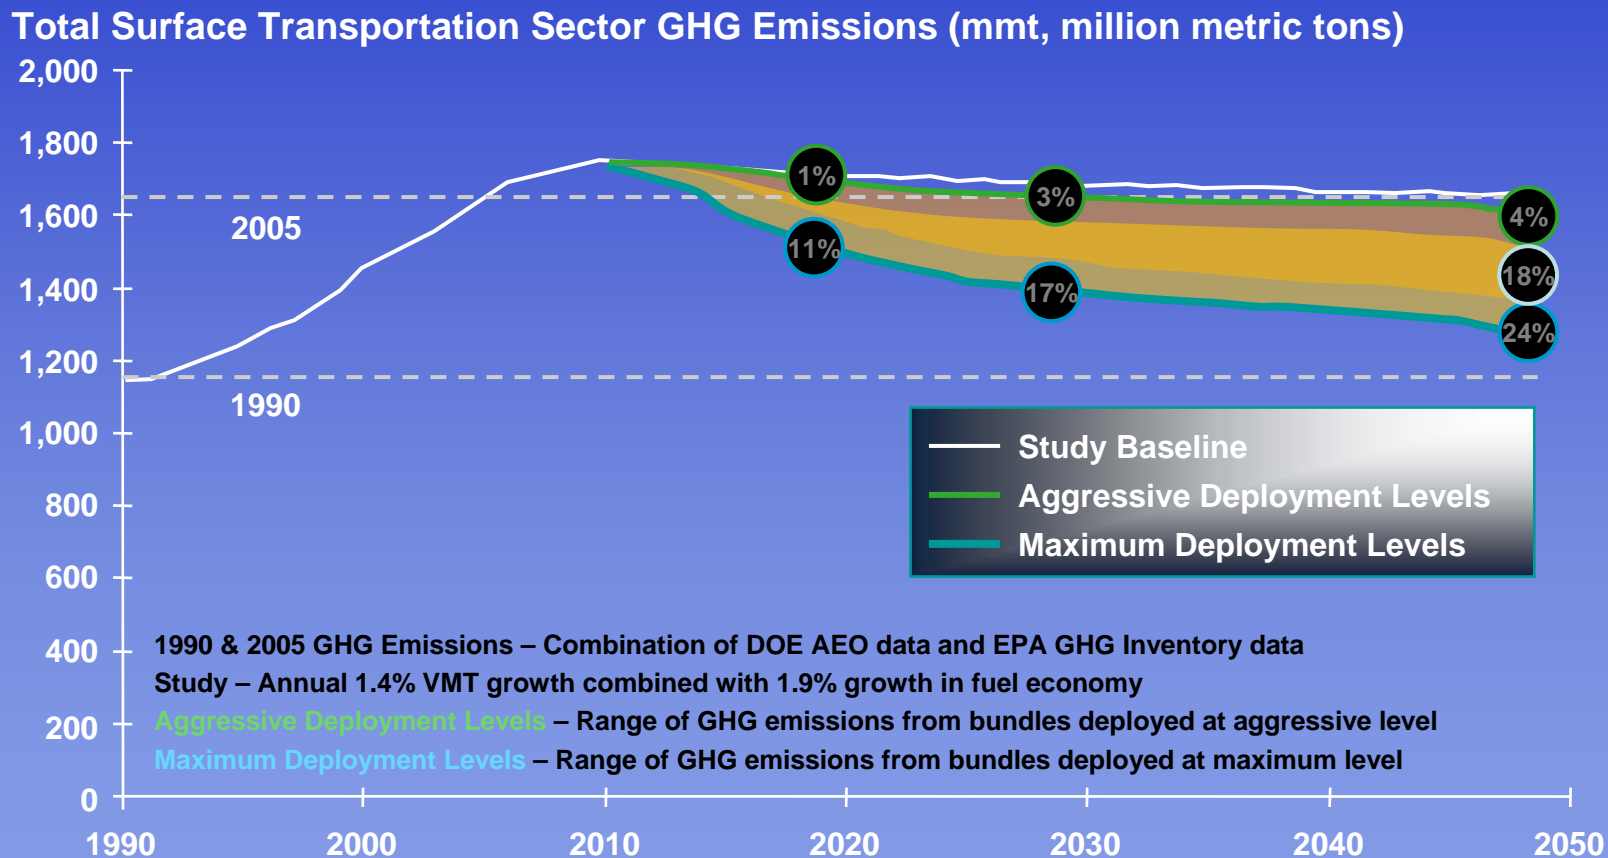 Total Surface Transportation Sector GHG Emissions (mmt, million metric tons)
2,000
1,800
1,600
1,400
1,200
1,000
800
600
400
200
0
2005
1990
1%
3%
4%
11%
17%
18%
24%
Study Baseline
Aggressive Deployment Levels
Maximum Deployment Levels
1990 & 2005 GHG Emissions – Combination of DOE AEO data and EPA GHG Inventory data
Study – Annual 1.4% VMT growth combined with 1.9% growth in fuel economy
Aggressive Deployment Levels – Range of GHG emissions from bundles deployed at aggressive level
Maximum Deployment Levels – Range of GHG emissions from bundles deployed at maximum level
1990 2000 2010 2020 2030 2040 2050